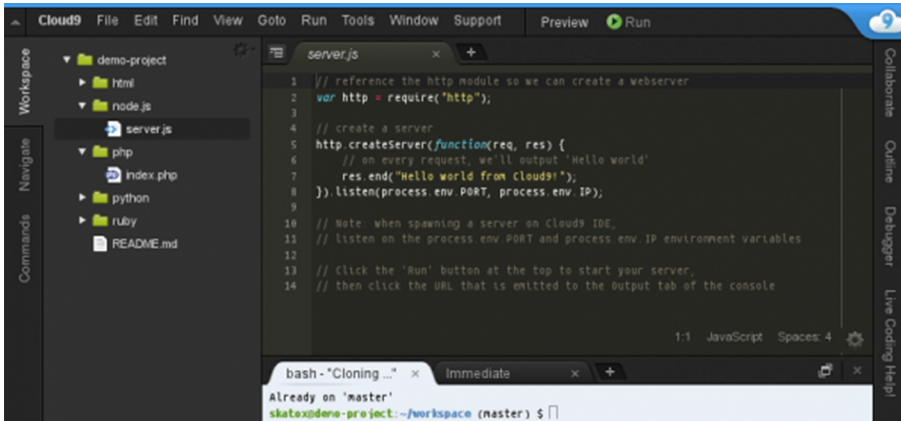 Cloud9 File Edit Find View Goto Run Tools Window Support Preview Run 9
Workspace
Navigate
Commands
demo-project
html
node.js
server.js
php
index.php
python
ruby
README.md
server.js × +
1 // reference the http module so we can create a webserver
2 var http = require("http");
3
4 // create a server
5 http.createServer(function(req, res) {
6 // on every request, we'll output 'Hello world'
7 res.end("Hello world from Cloud9!");
8 }).listen(process.env.PORT, process.env.IP);
9
10 // Note: when spawning a server on Cloud9 IDE,
11 // listen on the process.env.PORT and process.env.IP environment variables
12
13 // Click the 'Run' button at the top to start your server,
14 // then click the URL that is emitted to the Output tab of the console
1:1 JavaScript Spaces: 4
bash - "Cloning ..." × Immediate × +
Already on 'master'
skatox@demo-project:~/workspace (master) $
Collaborate
Outline
Debugger
Live Coding Help!